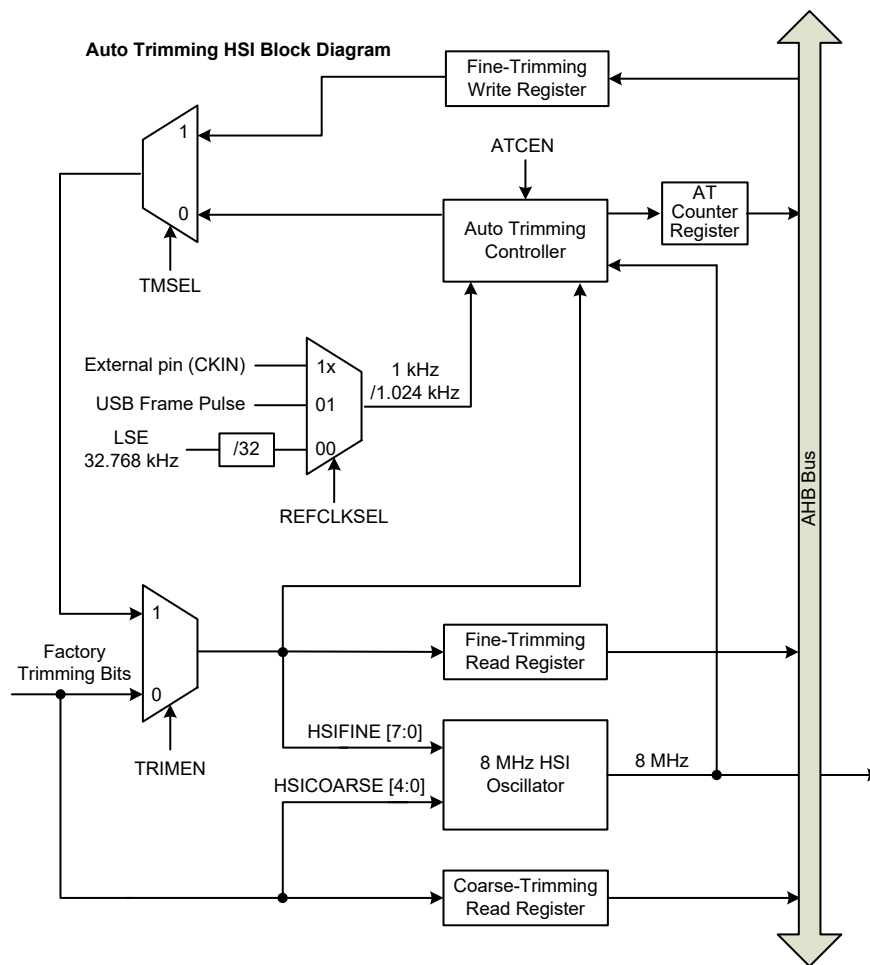 Auto Trimming HSI Block Diagram
Fine-Trimming
Write Register
1
ATCEN
0
Auto Trimming
Controller
AT
Counter
Register
TMSEL
External pin (CKIN)
1x
1 kHz
/1.024 kHz
USB Frame Pulse
01
LSE
32.768 kHz
/32
00
REFCLKSEL
AHB Bus
1
Factory
Trimming Bits
0
Fine-Trimming
Read Register
TRIMEN
HSIFINE [7:0]
HSICOARSE [4:0]
8 MHz HSI
Oscillator
8 MHz
Coarse-Trimming
Read Register